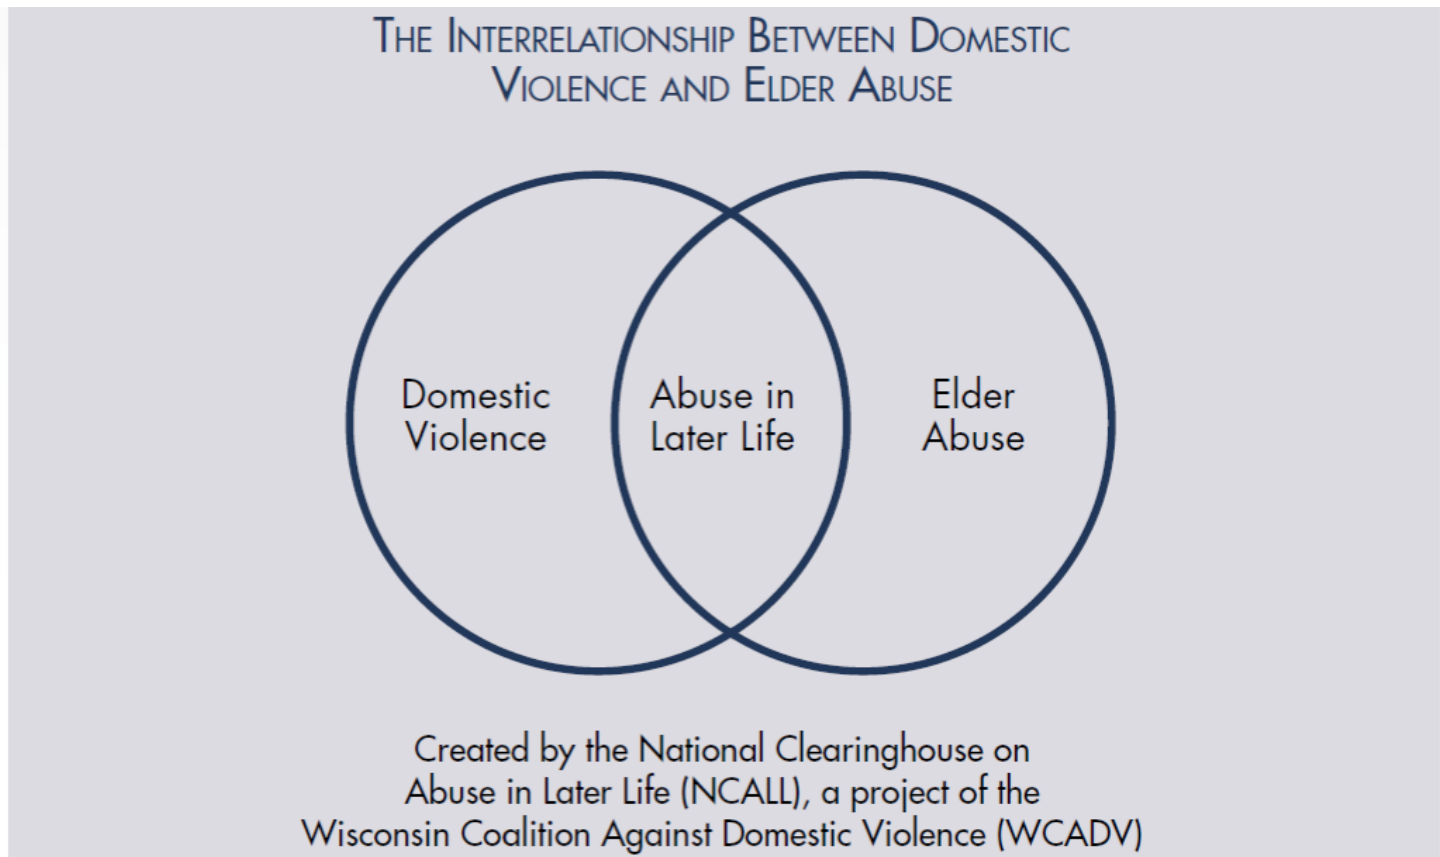 THE INTERRELATIONSHIP BETWEEN DOMESTIC
VIOLENCE AND ELDER ABUSE
Domestic
Violence
Abuse in
Later Life
Elder
Abuse
Created by the National Clearinghouse on
Abuse in Later Life (NCALL), a project of the
Wisconsin Coalition Against Domestic Violence (WCADV)